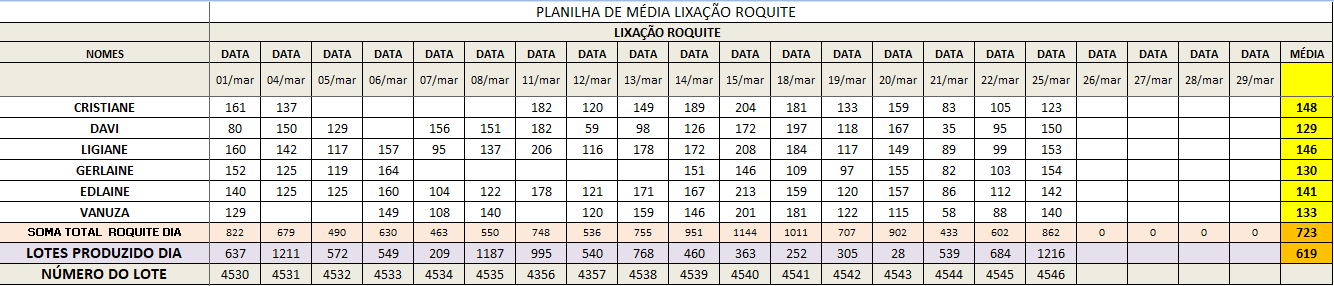 PLANILHA DE MÉDIA LIXAÇÃO ROQUITE
LIXAÇÃO ROQUITE
NOMES DATA DATA DATA DATA DATA DATA DATA DATA DATA DATA DATA DATA DATA DATA DATA DATA DATA DATA DATA DATA DATA MÉDIA
01/mar 04/mar 05/mar 06/mar 07/mar 08/mar 11/mar 12/mar 13/mar 14/mar 15/mar 18/mar 19/mar 20/mar 21/mar 22/mar 25/mar 26/mar 27/mar 28/mar 29/mar
CRISTIANE 161 137 182 120 149 189 204 181 133 159 83 105 123 148
DAVI 80 150 129 156 151 182 59 98 126 172 197 118 167 35 95 150 129
LIGIANE 160 142 117 157 95 137 206 116 178 172 208 184 117 149 89 99 153 146
GERLAINE 152 125 119 164 151 146 109 97 155 82 103 154 130
EDLAINE 140 125 125 160 104 122 178 121 171 167 213 159 120 157 86 112 142 141
VANUZA 129 149 108 140 120 159 146 201 181 122 115 58 88 140 133
SOMA TOTAL ROQUITE DIA 822 679 490 630 463 550 748 536 755 951 1144 1011 707 902 433 602 862 0 0 0 0 723
LOTES PRODUZIDO DIA 637 1211 572 549 209 1187 995 540 768 460 363 252 305 28 539 684 1216 619
NÚMERO DO LOTE 4530 4531 4532 4533 4534 4535 4356 4357 4538 4539 4540 4541 4542 4543 4544 4545 4546